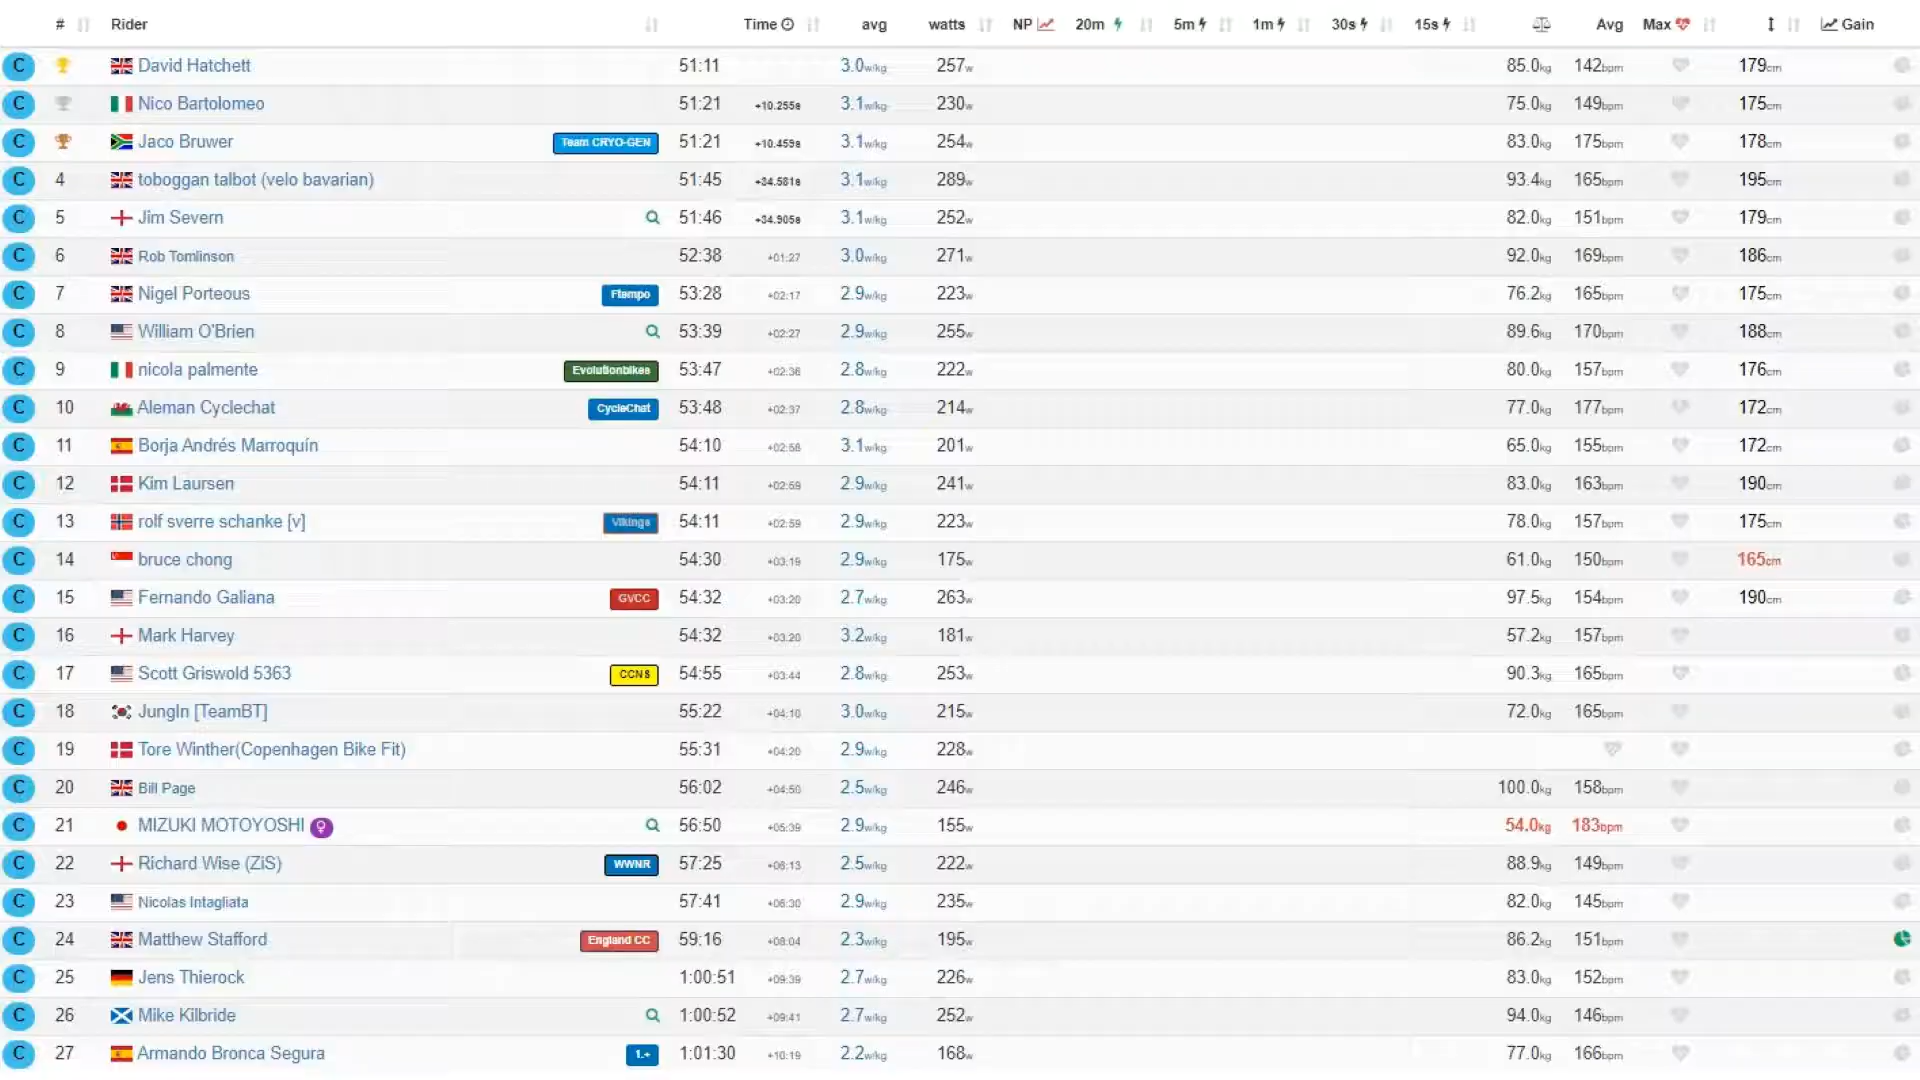 # Rider Time avg watts NP 20m 5m 1m 30s 15s Avg Max Gain
C David Hatchett 51:11 3.0w/kg 257w 85.0kg 142bpm 179cm
C Nico Bartolomeo 51:21 +10.255s 3.1w/kg 230w 75.0kg 149bpm 175cm
C Jaco Bruwer Team CRYO-GEN 51:21 +10.459s 3.1w/kg 254w 83.0kg 175bpm 178cm
C 4 toboggan talbot (velo bavarian) 51:45 +34.581s 3.1w/kg 289w 93.4kg 165bpm 195cm
C 5 Jim Severn 51:46 +34.905s 3.1w/kg 252w 82.0kg 151bpm 179cm
C 6 Rob Tomlinson 52:38 +01:27 3.0w/kg 271w 92.0kg 169bpm 186cm
C 7 Nigel Porteous Ftempo 53:28 +02:17 2.9w/kg 223w 76.2kg 165bpm 175cm
C 8 William O'Brien 53:39 +02:27 2.9w/kg 255w 89.6kg 170bpm 188cm
C 9 nicola palmente Evolutionbikes 53:47 +02:36 2.8w/kg 222w 80.0kg 157bpm 176cm
C 10 Aleman Cyclechat CycleChat 53:48 +02:37 2.8w/kg 214w 77.0kg 177bpm 172cm
C 11 Borja Andrés Marroquín 54:10 +02:58 3.1w/kg 201w 65.0kg 155bpm 172cm
C 12 Kim Laursen 54:11 +02:59 2.9w/kg 241w 83.0kg 163bpm 190cm
C 13 rolf sverre schanke [v] Vikings 54:11 +02:59 2.9w/kg 223w 78.0kg 157bpm 175cm
C 14 bruce chong 54:30 +03:19 2.9w/kg 175w 61.0kg 150bpm 165cm
C 15 Fernando Galiana GVCC 54:32 +03:20 2.7w/kg 263w 97.5kg 154bpm 190cm
C 16 Mark Harvey 54:32 +03:20 3.2w/kg 181w 57.2kg 157bpm
C 17 Scott Griswold 5363 CCNS 54:55 +03:44 2.8w/kg 253w 90.3kg 165bpm
C 18 JungIn [TeamBT] 55:22 +04:10 3.0w/kg 215w 72.0kg 165bpm
C 19 Tore Winther(Copenhagen Bike Fit) 55:31 +04:20 2.9w/kg 228w
C 20 Bill Page 56:02 +04:50 2.5w/kg 246w 100.0kg 158bpm
C 21 MIZUKI MOTOYOSHI 56:50 +05:39 2.9w/kg 155w 54.0kg 183bpm
C 22 Richard Wise (ZiS) WWNR 57:25 +06:13 2.5w/kg 222w 88.9kg 149bpm
C 23 Nicolas Intagliata 57:41 +06:30 2.9w/kg 235w 82.0kg 145bpm
C 24 Matthew Stafford England CC 59:16 +08:04 2.3w/kg 195w 86.2kg 151bpm
C 25 Jens Thierock 1:00:51 +09:39 2.7w/kg 226w 83.0kg 152bpm
C 26 Mike Kilbride 1:00:52 +09:41 2.7w/kg 252w 94.0kg 146bpm
C 27 Armando Bronca Segura 1.+ 1:01:30 +10:19 2.2w/kg 168w 77.0kg 166bpm